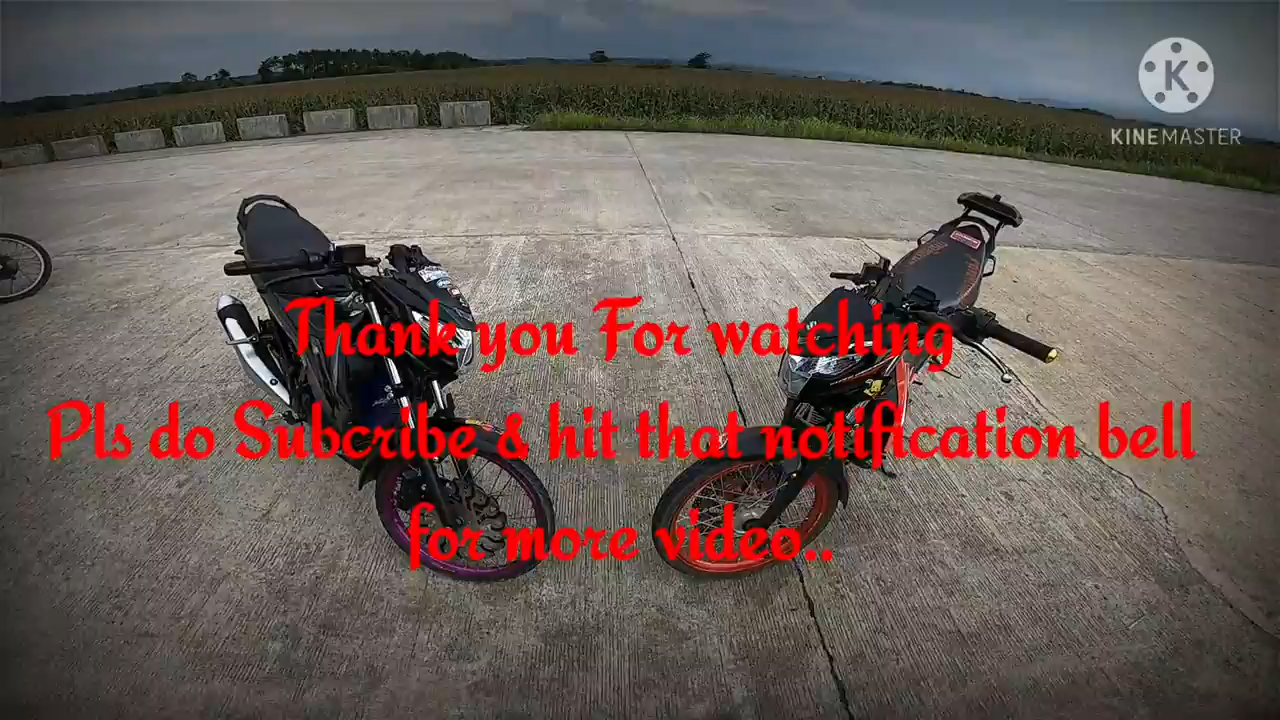 K
KINEMASTER
Thank you For watching
Pls do Subcribe & hit that notification bell
for more video..